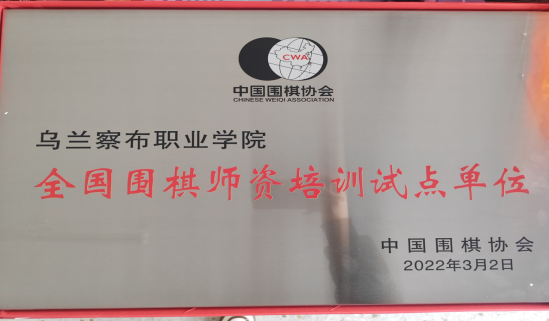 CWA
中国围棋协会
CHINESE WEIQI ASSOCIATION
乌兰察布职业学院
全国围棋师资培训试点单位
中国围棋协会
2022年3月2日